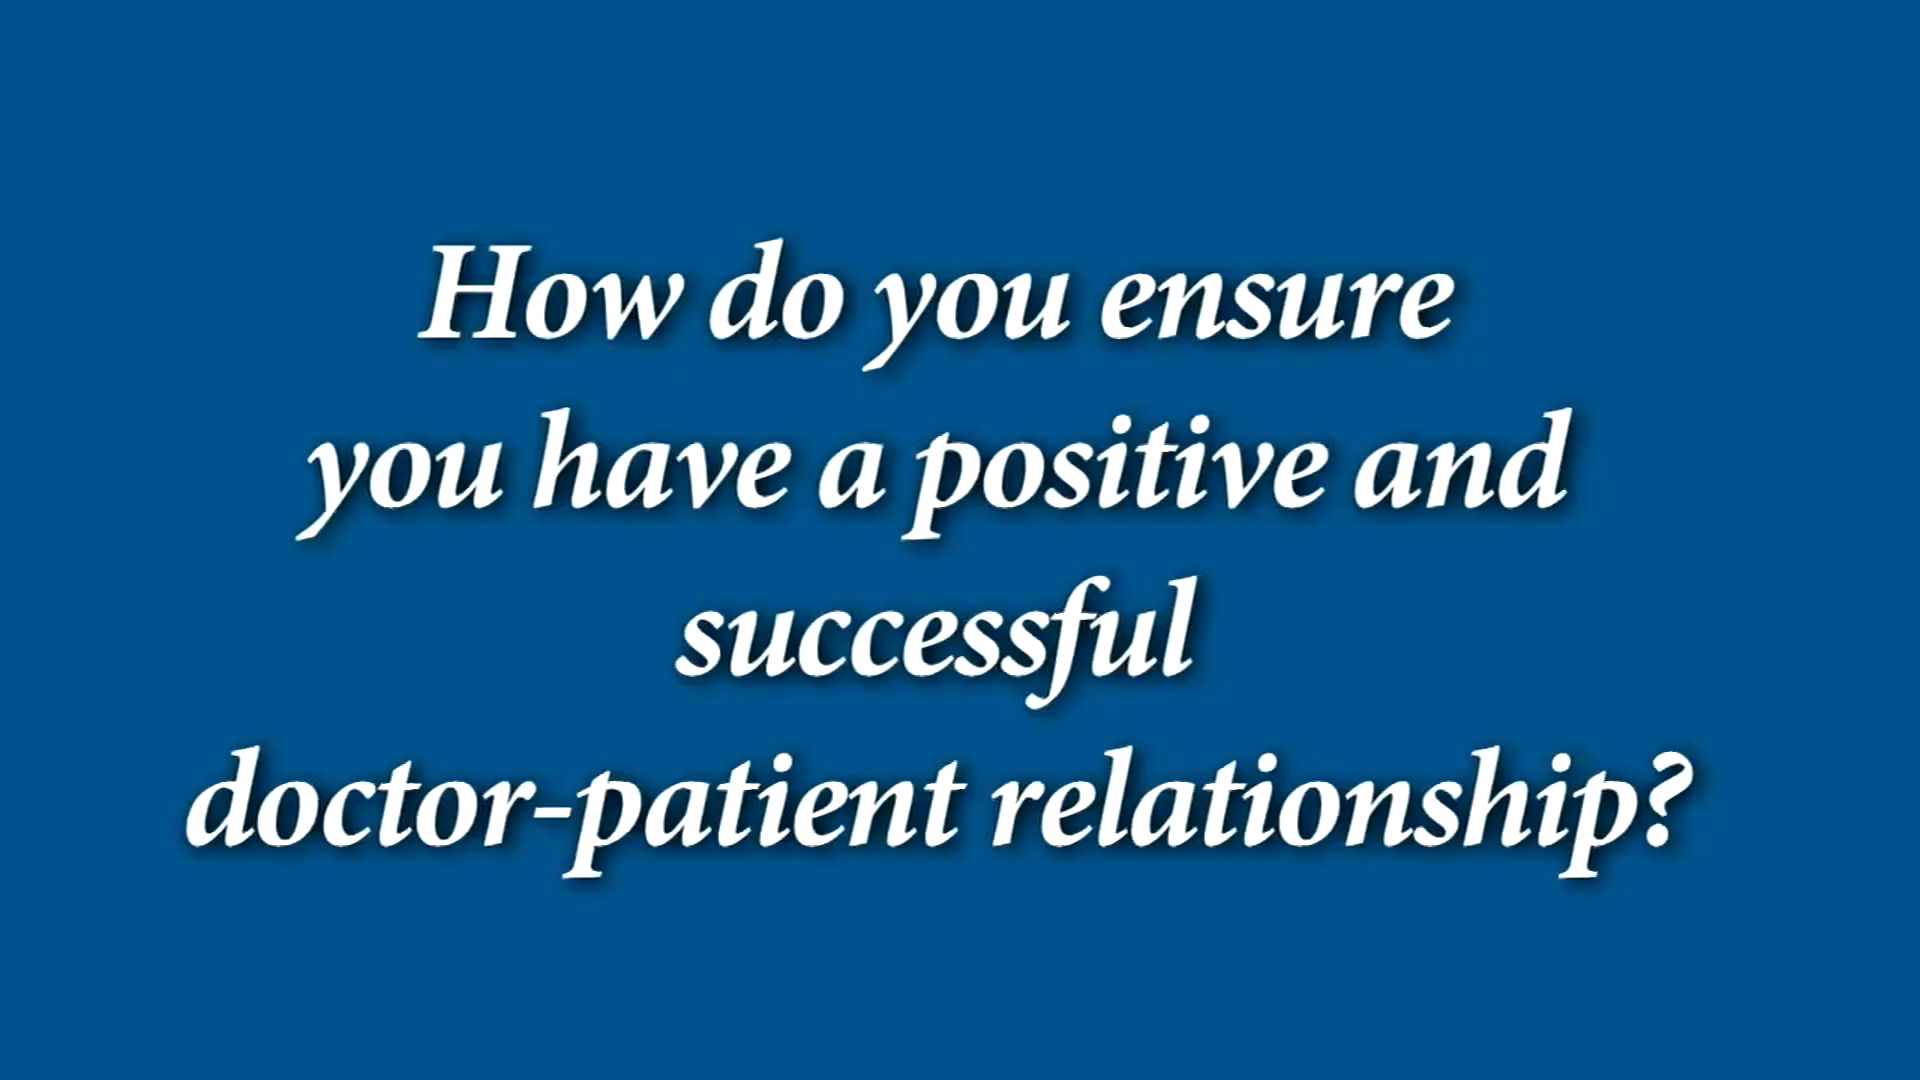 How do you ensure
you have a positive and
successful
doctor-patient relationship?